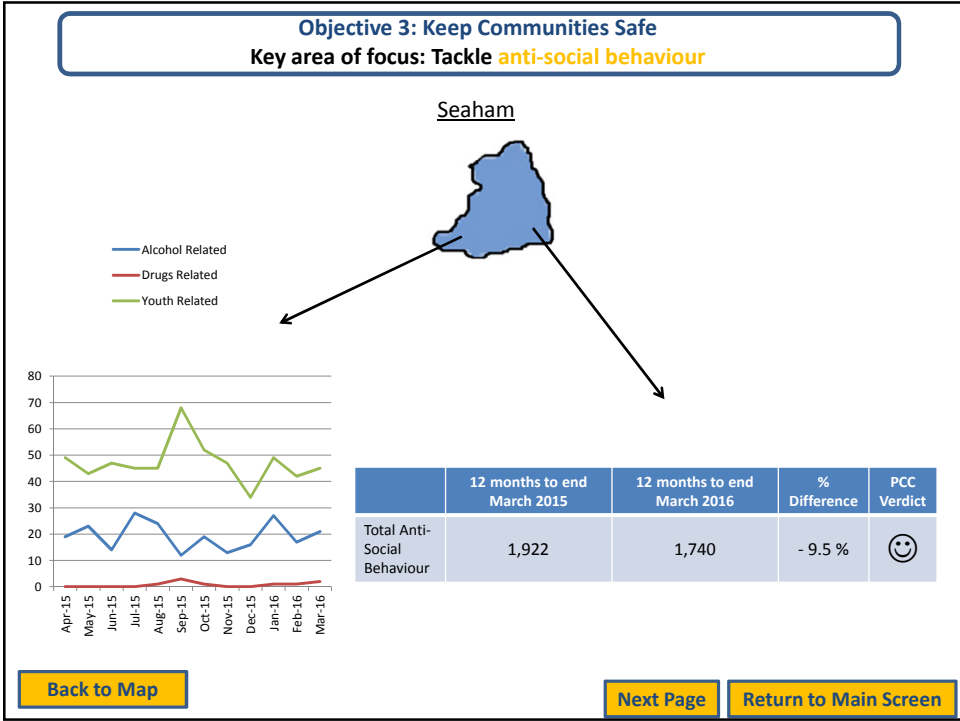 Objective 3: Keep Communities Safe
Key area of focus: Tackle anti-social behaviour
Seaham
Alcohol Related
Drugs Related
Youth Related
80
70
60
50
40
30
20
10
0
Apr-15
May-15
Jun-15
Jul-15
Aug-15
Sep-15
Oct-15
Nov-15
Dec-15
Jan-16
Feb-16
Mar-16
12 months to end March 2015
12 months to end March 2016
% Difference
PCC Verdict
Total Anti-
Social
Behaviour
1,922
1,740
- 9.5 %
Back to Map
Next Page
Return to Main Screen